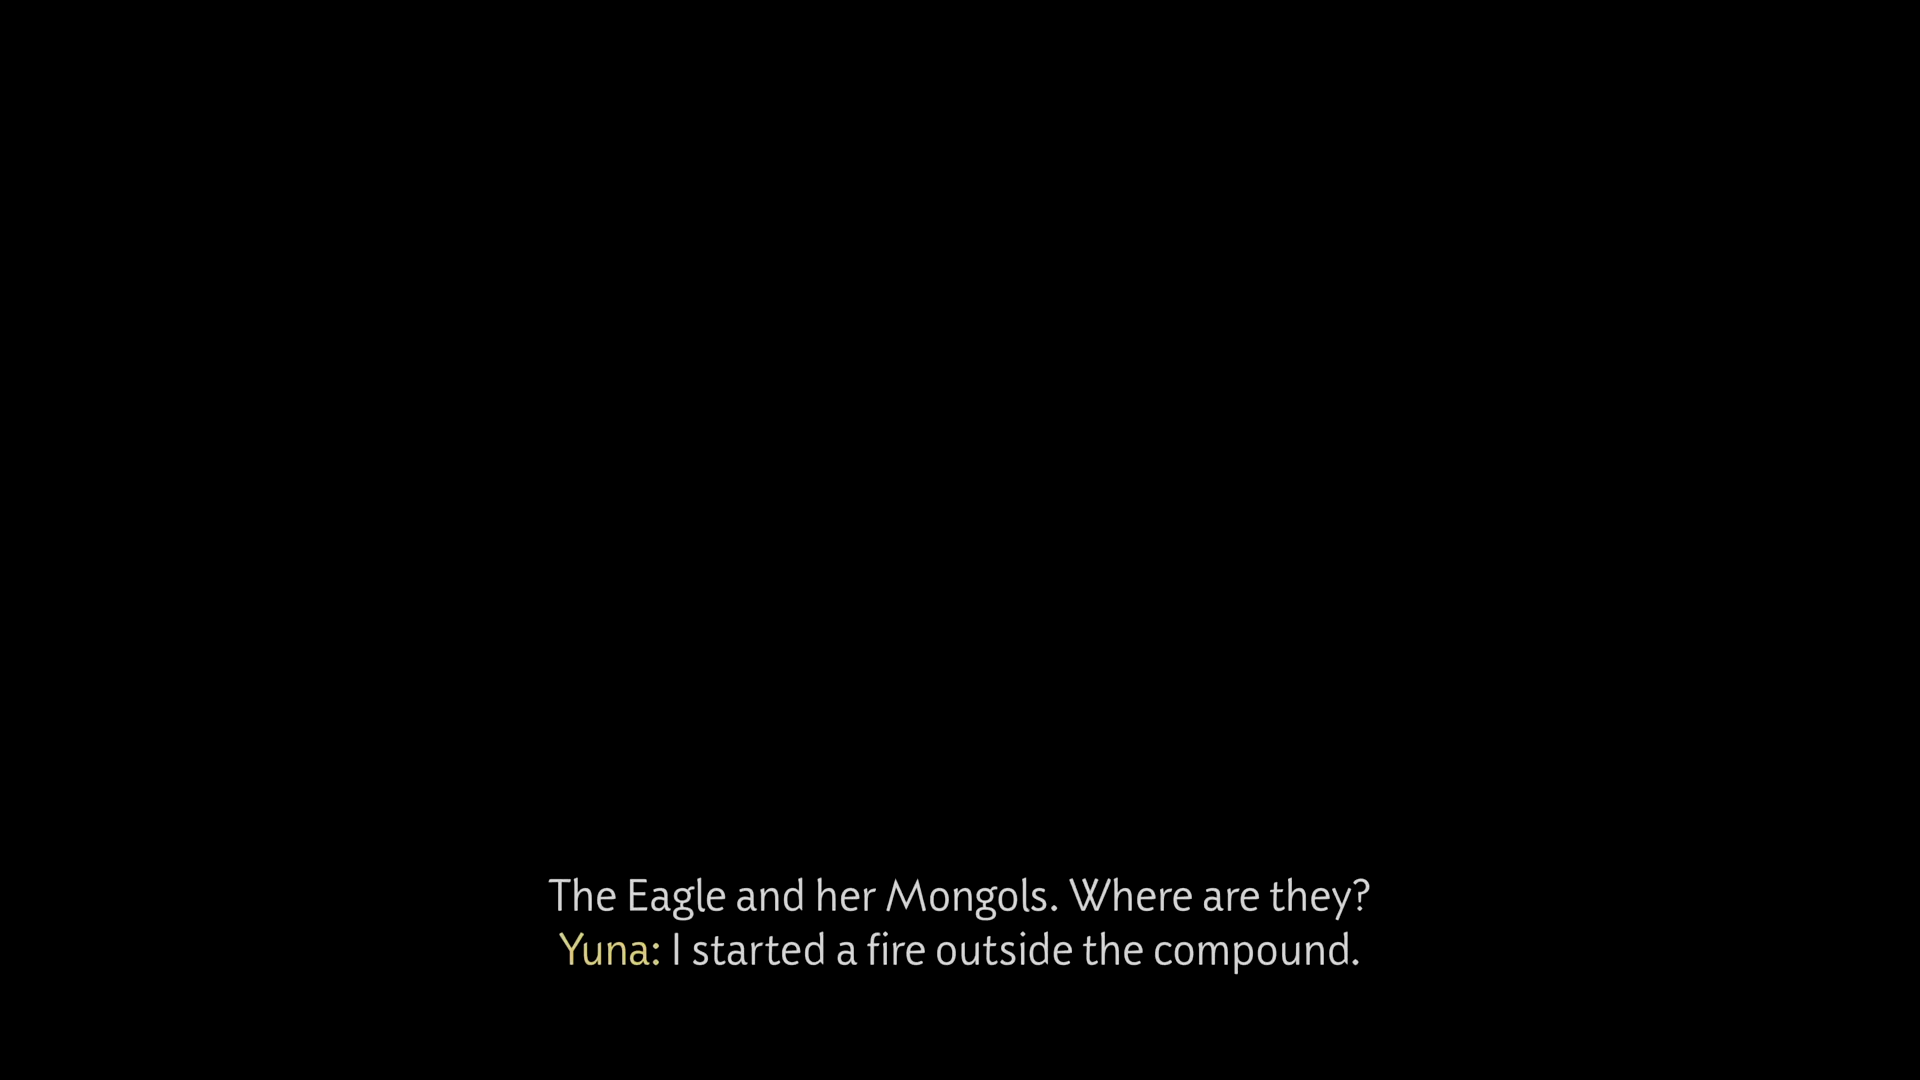 The Eagle and her Mongols. Where are they?
Yuna: I started a fire outside the compound.